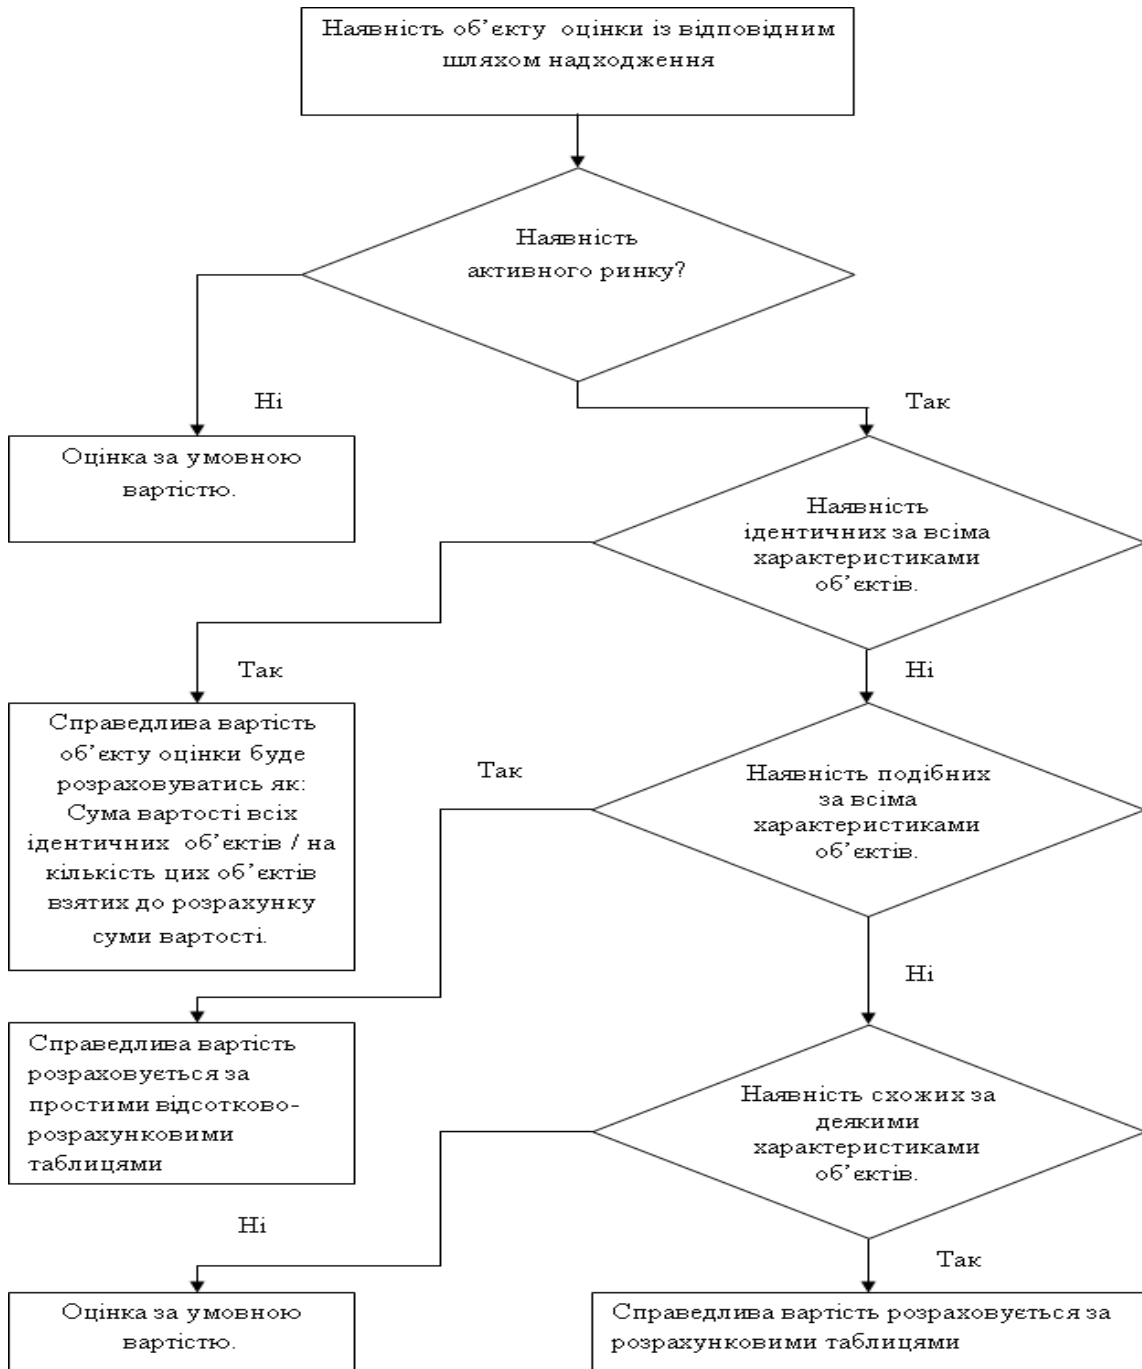 Наявність об’єкту оцінки із відповідним
шляхом надходження
Наявність
активного ринку?
Ні
Так
Оцінка за умовною
вартістю.
Наявність
ідентичних за всіма
характеристиками
об’єктів.
Так
Ні
Справедлива вартість
об’єкту оцінки буде
розраховуватись як:
Сума вартості всіх
ідентичних об’єктів / на
кількість цих об’єктів
взятих до розрахунку
суми вартості.
Так
Наявність подібних
за всіма
характеристиками
об’єктів.
Ні
Справедлива вартість
розраховується за
простими відсотково-
розрахунковими
таблицями
Наявність схожих за
деякими
характеристиками
об’єктів.
Ні
Так
Оцінка за умовною
вартістю.
Справедлива вартість розраховується за
розрахунковими таблицями